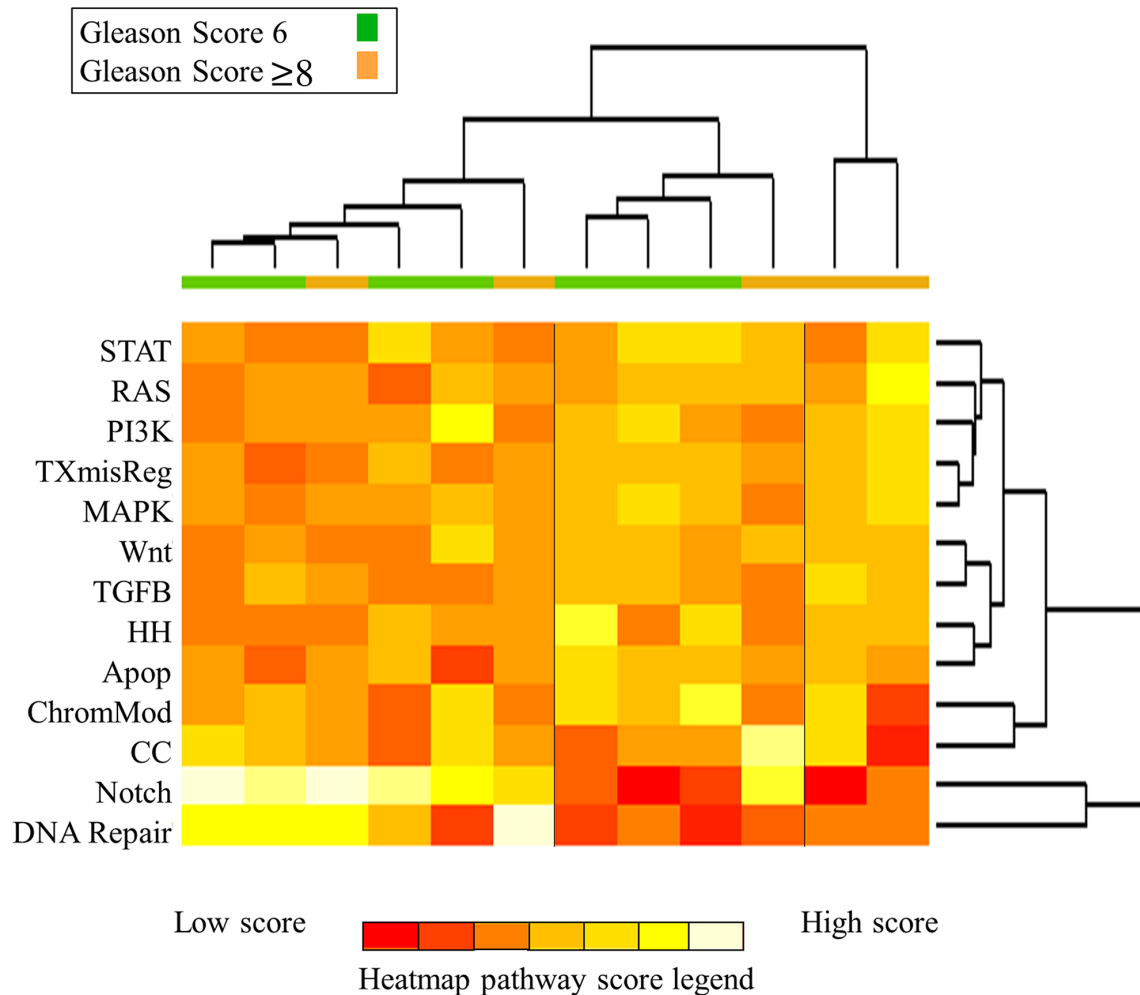 Gleason Score 6
Gleason Score ≥8
STAT
RAS
PI3K
TXmisReg
MAPK
Wnt
TGFB
HH
Apop
ChromMod
CC
Notch
DNA Repair
Low score
High score
Heatmap pathway score legend